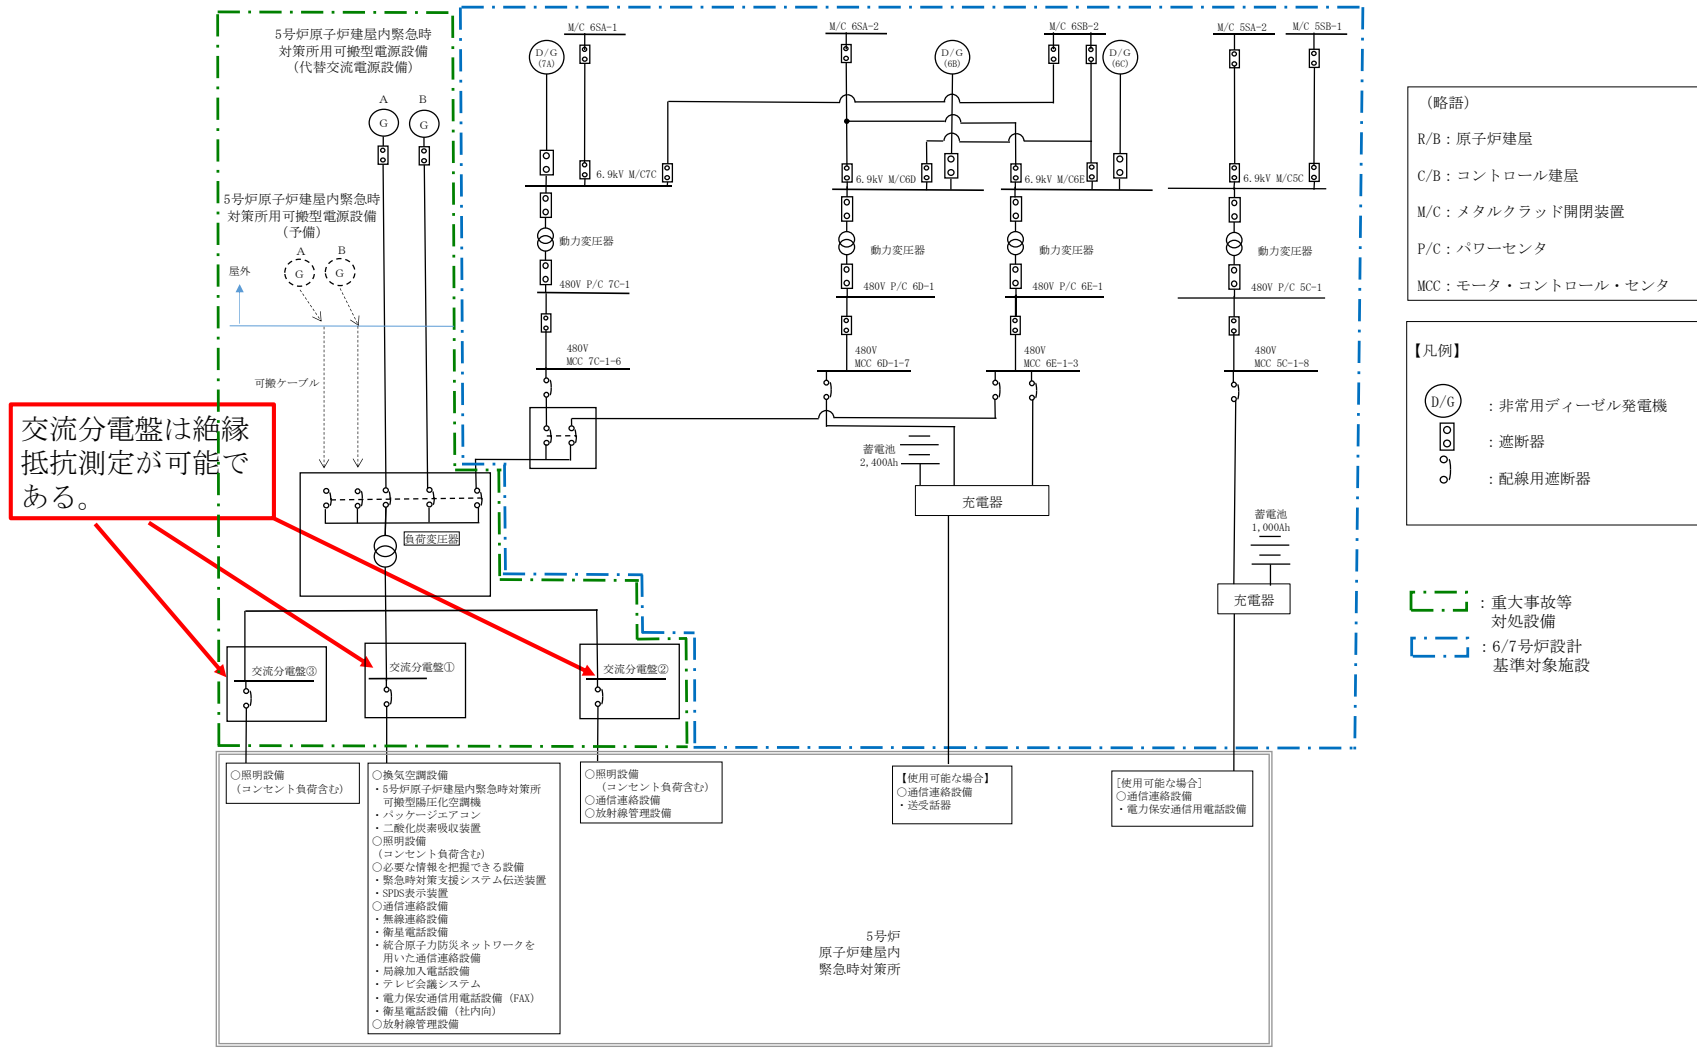 5号炉原子炉建屋内緊急時
対策所用可搬型電源設備
（代替交流電源設備）
A
B
G
G
5号炉原子炉建屋内緊急時
対策所用可搬型電源設備
（予備）
A
B
G
G
屋外
可搬ケーブル
交流分電盤は絶縁
抵抗測定が可能で
ある。
負荷変圧器
交流分電盤③
交流分電盤①
交流分電盤②
M/C 6SA-1
M/C 6SA-2
M/C 6SB-2
M/C 5SA-2
M/C 5SB-1
D/G
(7A)
D/G
(6B)
D/G
(6C)
6.9kV M/C7C
6.9kV M/C6D
6.9kV M/C6E
6.9kV M/C5C
動力変圧器
動力変圧器
動力変圧器
動力変圧器
480V P/C 7C-1
480V P/C 6D-1
480V P/C 6E-1
480V P/C 5C-1
480V
MCC 7C-1-6
480V
MCC 6D-1-7
480V
MCC 6E-1-3
480V
MCC 5C-1-8
蓄電池
2,400Ah
充電器
蓄電池
1,000Ah
充電器
（略語）
R/B：原子炉建屋
C/B：コントロール建屋
M/C：メタルクラッド開閉装置
P/C：パワーセンタ
MCC：モータ・コントロール・センタ
【凡例】
D/G
：非常用ディーゼル発電機
：遮断器
：配線用遮断器
：重大事故等
対処設備
：6/7号炉設計
基準対象施設
○照明設備
（コンセント負荷含む）
○換気空調設備
・5号炉原子炉建屋内緊急時対策所
可搬型陽圧化空調機
・パッケージエアコン
・二酸化炭素吸収装置
○照明設備
（コンセント負荷含む）
○必要な情報を把握できる設備
・緊急時対策支援システム伝送装置
・SPDS表示装置
○通信連絡設備
・無線連絡設備
・衛星電話設備
・統合原子力防災ネットワークを
用いた通信連絡設備
・局線加入電話設備
・テレビ会議システム
・電力保安通信用電話設備（FAX）
・衛星電話設備（社内向）
○放射線管理設備
○照明設備
（コンセント負荷含む）
○通信連絡設備
○放射線管理設備
【使用可能な場合】
○通信連絡設備
・送受話器
[使用可能な場合]
○通信連絡設備
・電力保安通信用電話設備
5号炉
原子炉建屋内
緊急時対策所